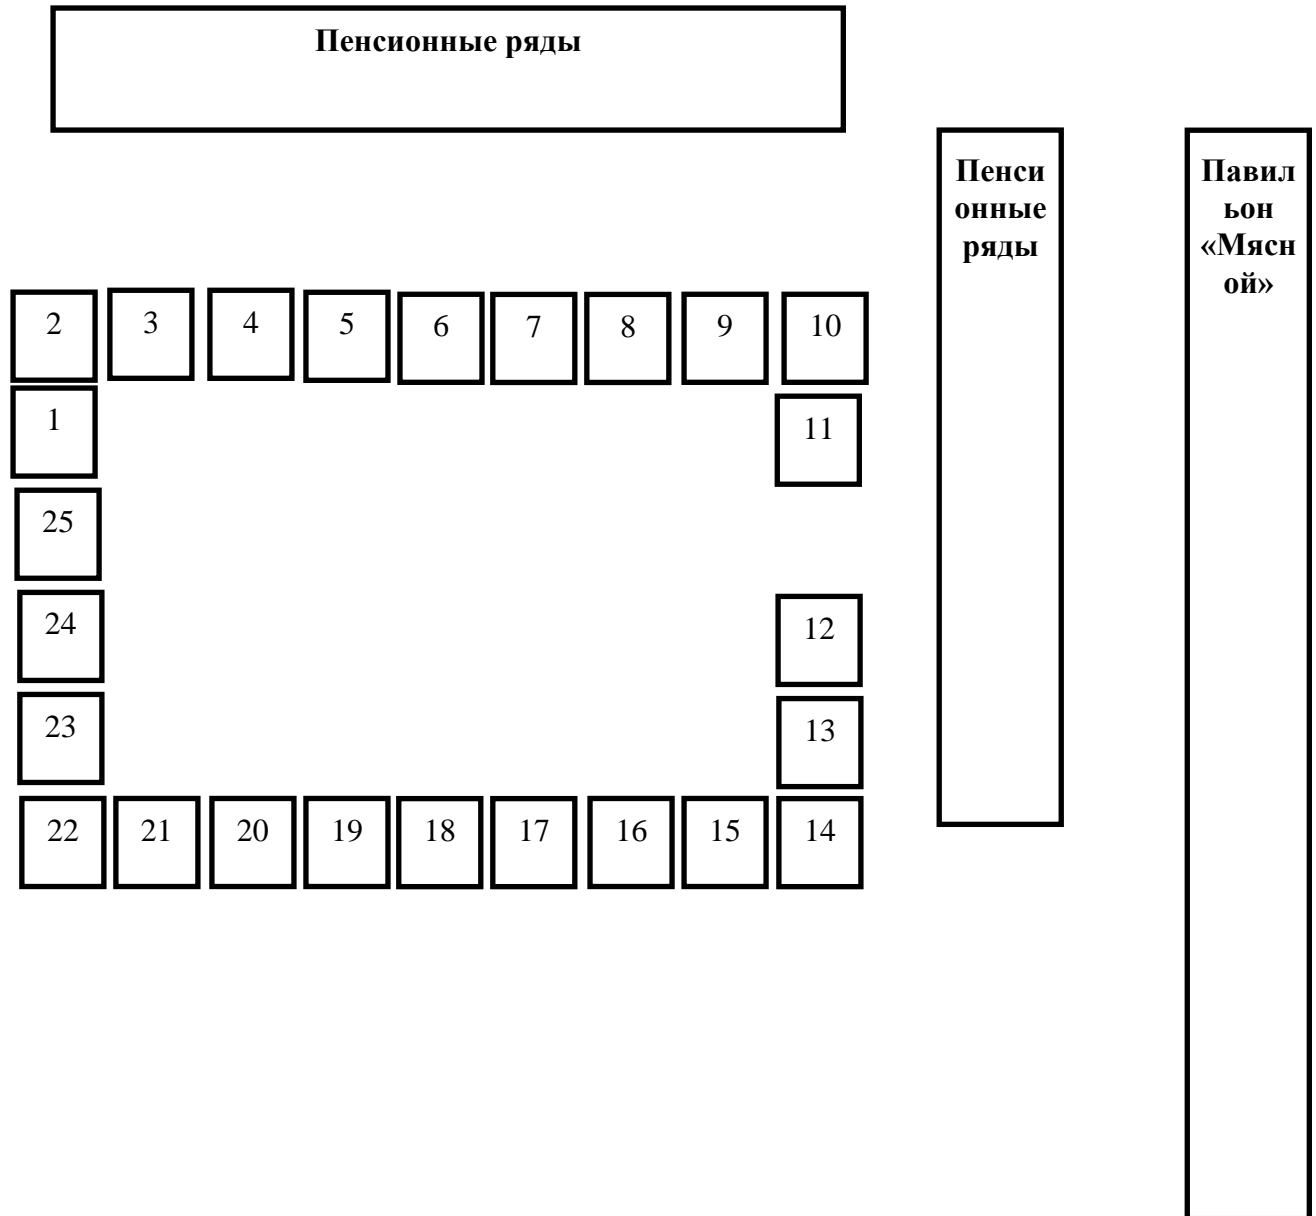 Пенсионные ряды
Пенси
онные
ряды
Павил
ьон
«Мясн
ой»
2 3 4 5 6 7 8 9 10
1 11
25
24 12
23 13
22 21 20 19 18 17 16 15 14